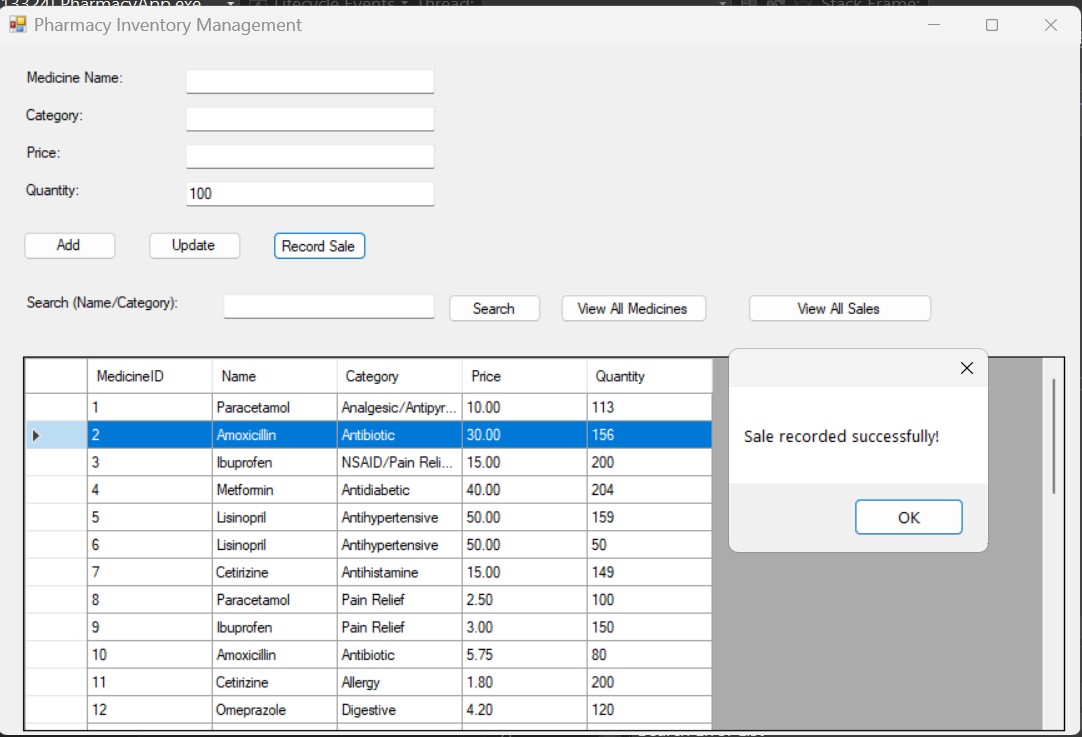 PharmacyApp.exe Lifecycle Events Thread: Stack Frame:
Pharmacy Inventory Management
Medicine Name:
Category:
Price:
Quantity: 100
Add Update Record Sale
Search (Name/Category): Search View All Medicines View All Sales
MedicineID Name Category Price Quantity
1 Paracetamol Analgesic/Antipyr... 10.00 113
2 Amoxicillin Antibiotic 30.00 156
3 Ibuprofen NSAID/Pain Reli... 15.00 200
4 Metformin Antidiabetic 40.00 204
5 Lisinopril Antihypertensive 50.00 159
6 Lisinopril Antihypertensive 50.00 50
7 Cetirizine Antihistamine 15.00 149
8 Paracetamol Pain Relief 2.50 100
9 Ibuprofen Pain Relief 3.00 150
10 Amoxicillin Antibiotic 5.75 80
11 Cetirizine Allergy 1.80 200
12 Omeprazole Digestive 4.20 120
Sale recorded successfully!
OK